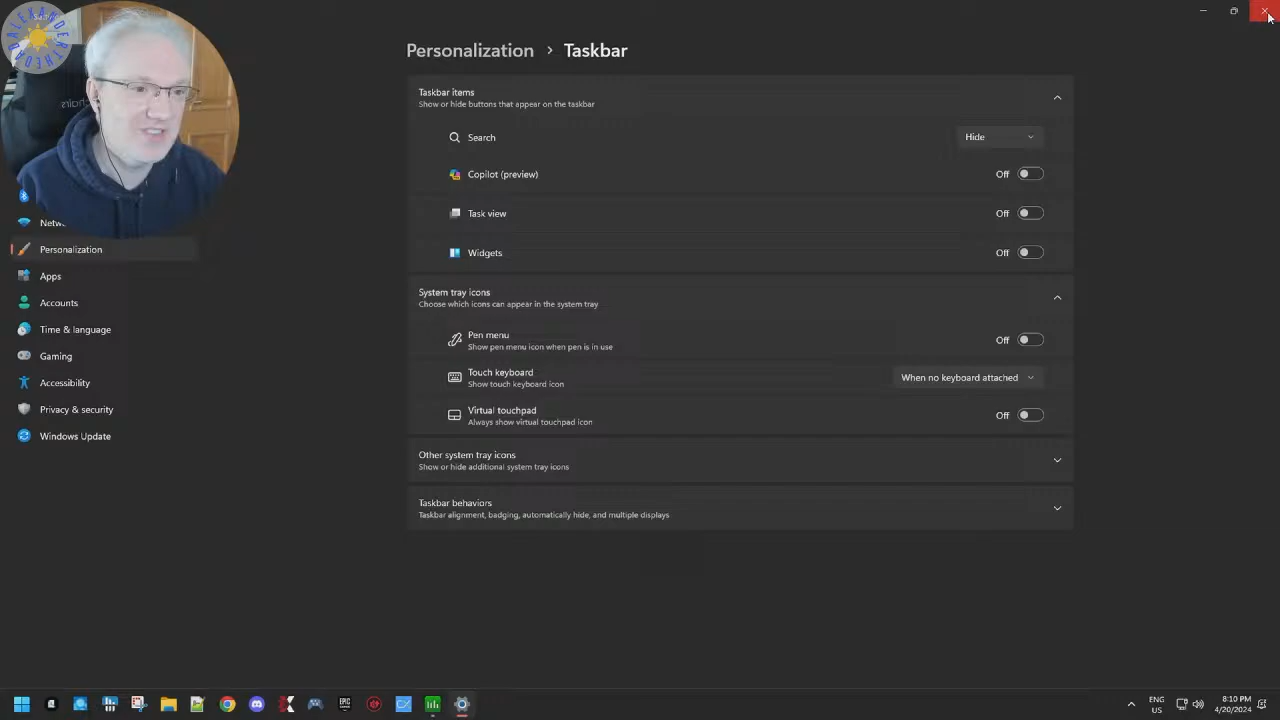 ALEXANDERTHEDAD
Personalization > Taskbar
Taskbar items
Show or hide buttons that appear on the taskbar
Search
Hide
Copilot (preview)
Off
Task view
Off
Widgets
Off
System tray icons
Choose which icons can appear in the system tray
Pen menu
Show pen menu icon when pen is in use
Off
Touch keyboard
Show touch keyboard icon
When no keyboard attached
Virtual touchpad
Always show virtual touchpad icon
Off
Other system tray icons
Show or hide additional system tray icons
Taskbar behaviors
Taskbar alignment, badging, automatically hide, and multiple displays
Personalization
Apps
Accounts
Time & language
Gaming
Accessibility
Privacy & security
Windows Update
EPIC
ENG
US
8:10 PM
4/20/2024